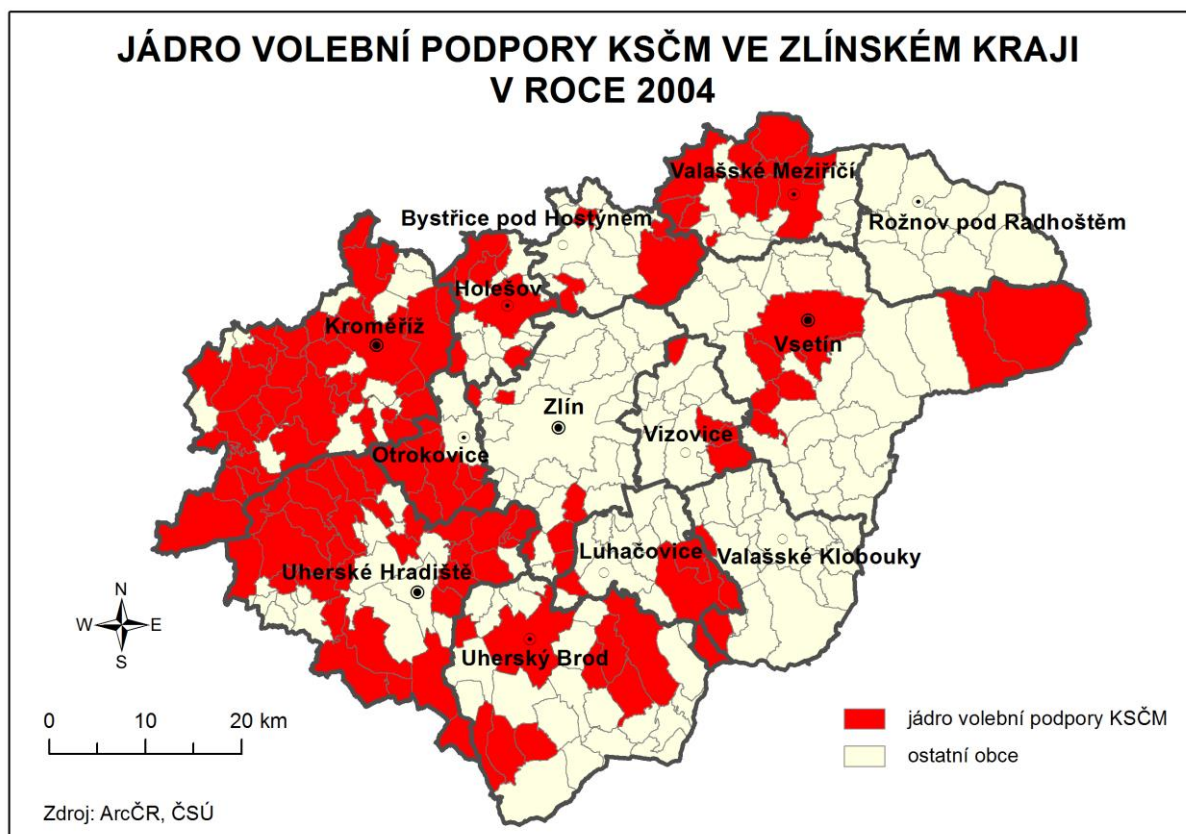 JÁDRO VOLEBNÍ PODPORY KSČM VE ZLÍNSKÉM KRAJI
V ROCE 2004
Valašské Meziříčí
Bystřice pod Hostýnem
Rožnov pod Radhoštěm
Holešov
Kroměříž
Vsetín
Zlín
Vizovice
Otrokovice
Luhačovice
Valašské Klobouky
Uherské Hradiště
N
W E
S
Uherský Brod
0 10 20 km
jádro volební podpory KSČM
ostatní obce
Zdroj: ArcČR, ČSÚ